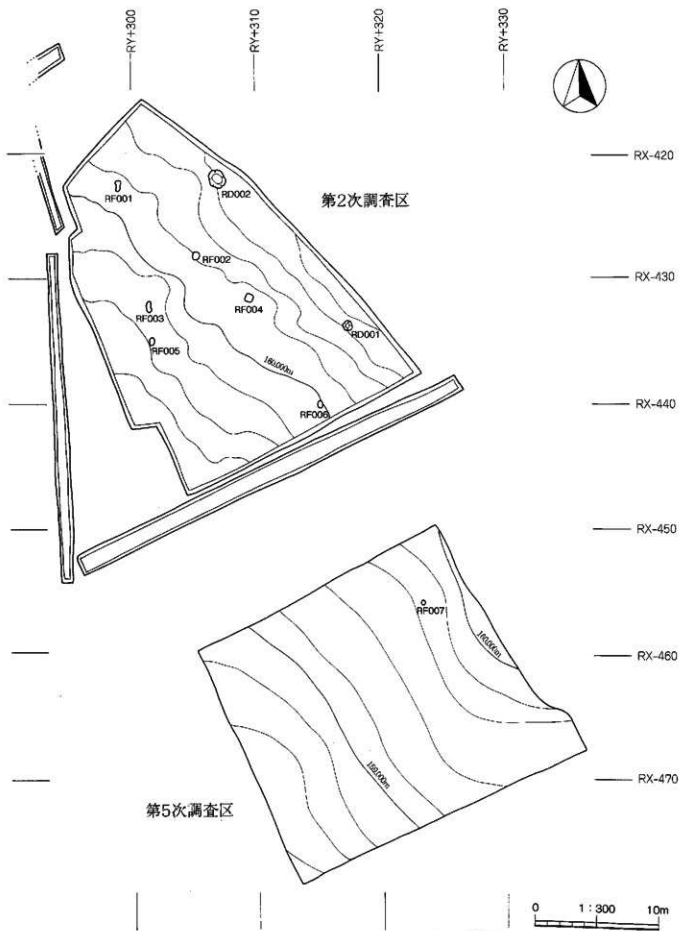 RY+300
RY+310
RY+320
RY+330
RX-420
第2次調査区
RD002
RF001
RF002
RX-430
RF004
RF003
RD001
RF005
160.000m
RF006
RX-440
RX-450
RF007
160.000m
RX-460
159.000m
RX-470
第5次調査区
0 1:300 10m